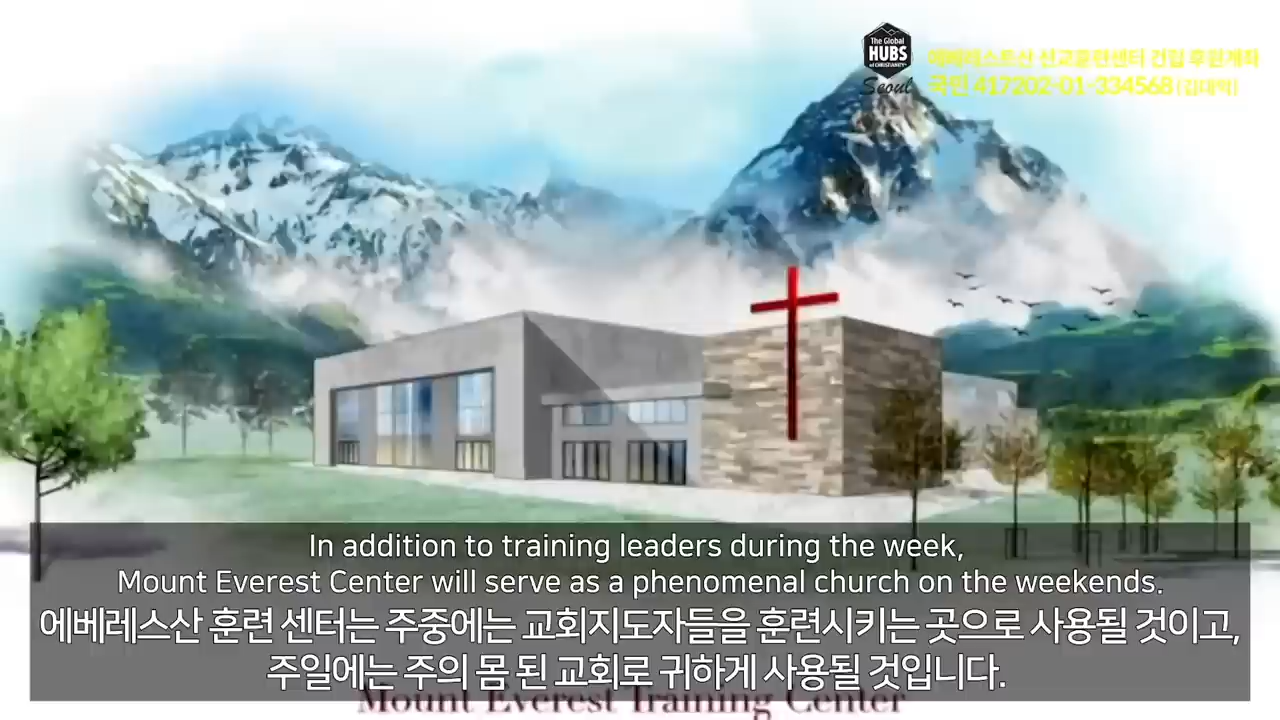 The Global
HUBS
of CHRISTIANITY
Seoul
에베레스트산 선교훈련센터 건립 후원계좌
국민 417202-01-334568 (김대학)
In addition to training leaders during the week,
Mount Everest Center will serve as a phenomenal church on the weekends.
에베레스산 훈련 센터는 주중에는 교회지도자들을 훈련시키는 곳으로 사용될 것이고,
주일에는 주의 몸 된 교회로 귀하게 사용될 것입니다.
Mount Everest Training Center